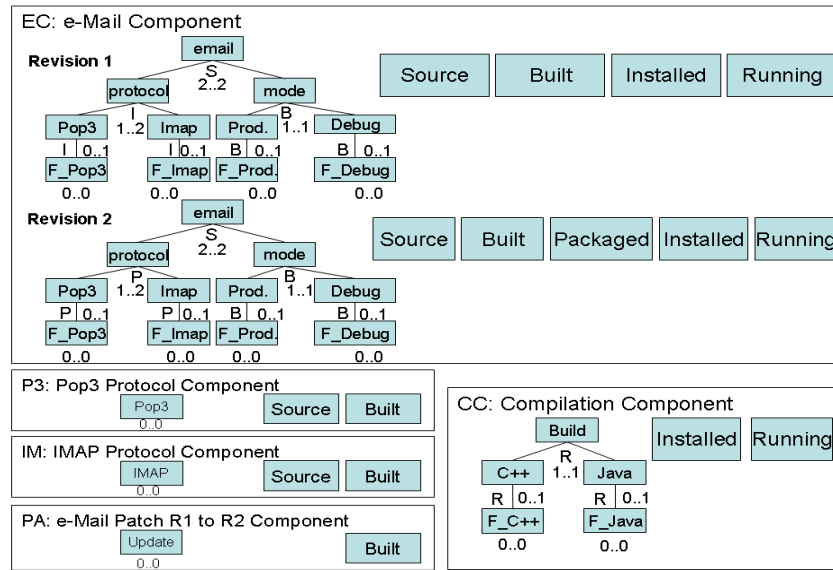 EC: e-Mail Component
Revision 1
email
S
2..2
protocol
mode
I
1..2
B
1..1
Pop3
Imap
Prod.
Debug
I 0..1
I 0..1
B 0..1
B 0..1
F_Pop3
F_Imap
F_Prod.
F_Debug
0..0
0..0
0..0
0..0
Source
Built
Installed
Running
Revision 2
email
S
2..2
protocol
mode
P
1..2
B
1..1
Pop3
Imap
Prod.
Debug
P 0..1
P 0..1
B 0..1
B 0..1
F_Pop3
F_Imap
F_Prod.
F_Debug
0..0
0..0
0..0
0..0
Source
Built
Packaged
Installed
Running
P3: Pop3 Protocol Component
Pop3
0..0
Source
Built
IM: IMAP Protocol Component
IMAP
0..0
Source
Built
PA: e-Mail Patch R1 to R2 Component
Update
0..0
Built
CC: Compilation Component
Build
R
1..1
C++
Java
R 0..1
R 0..1
F_C++
F_Java
0..0
0..0
Installed
Running